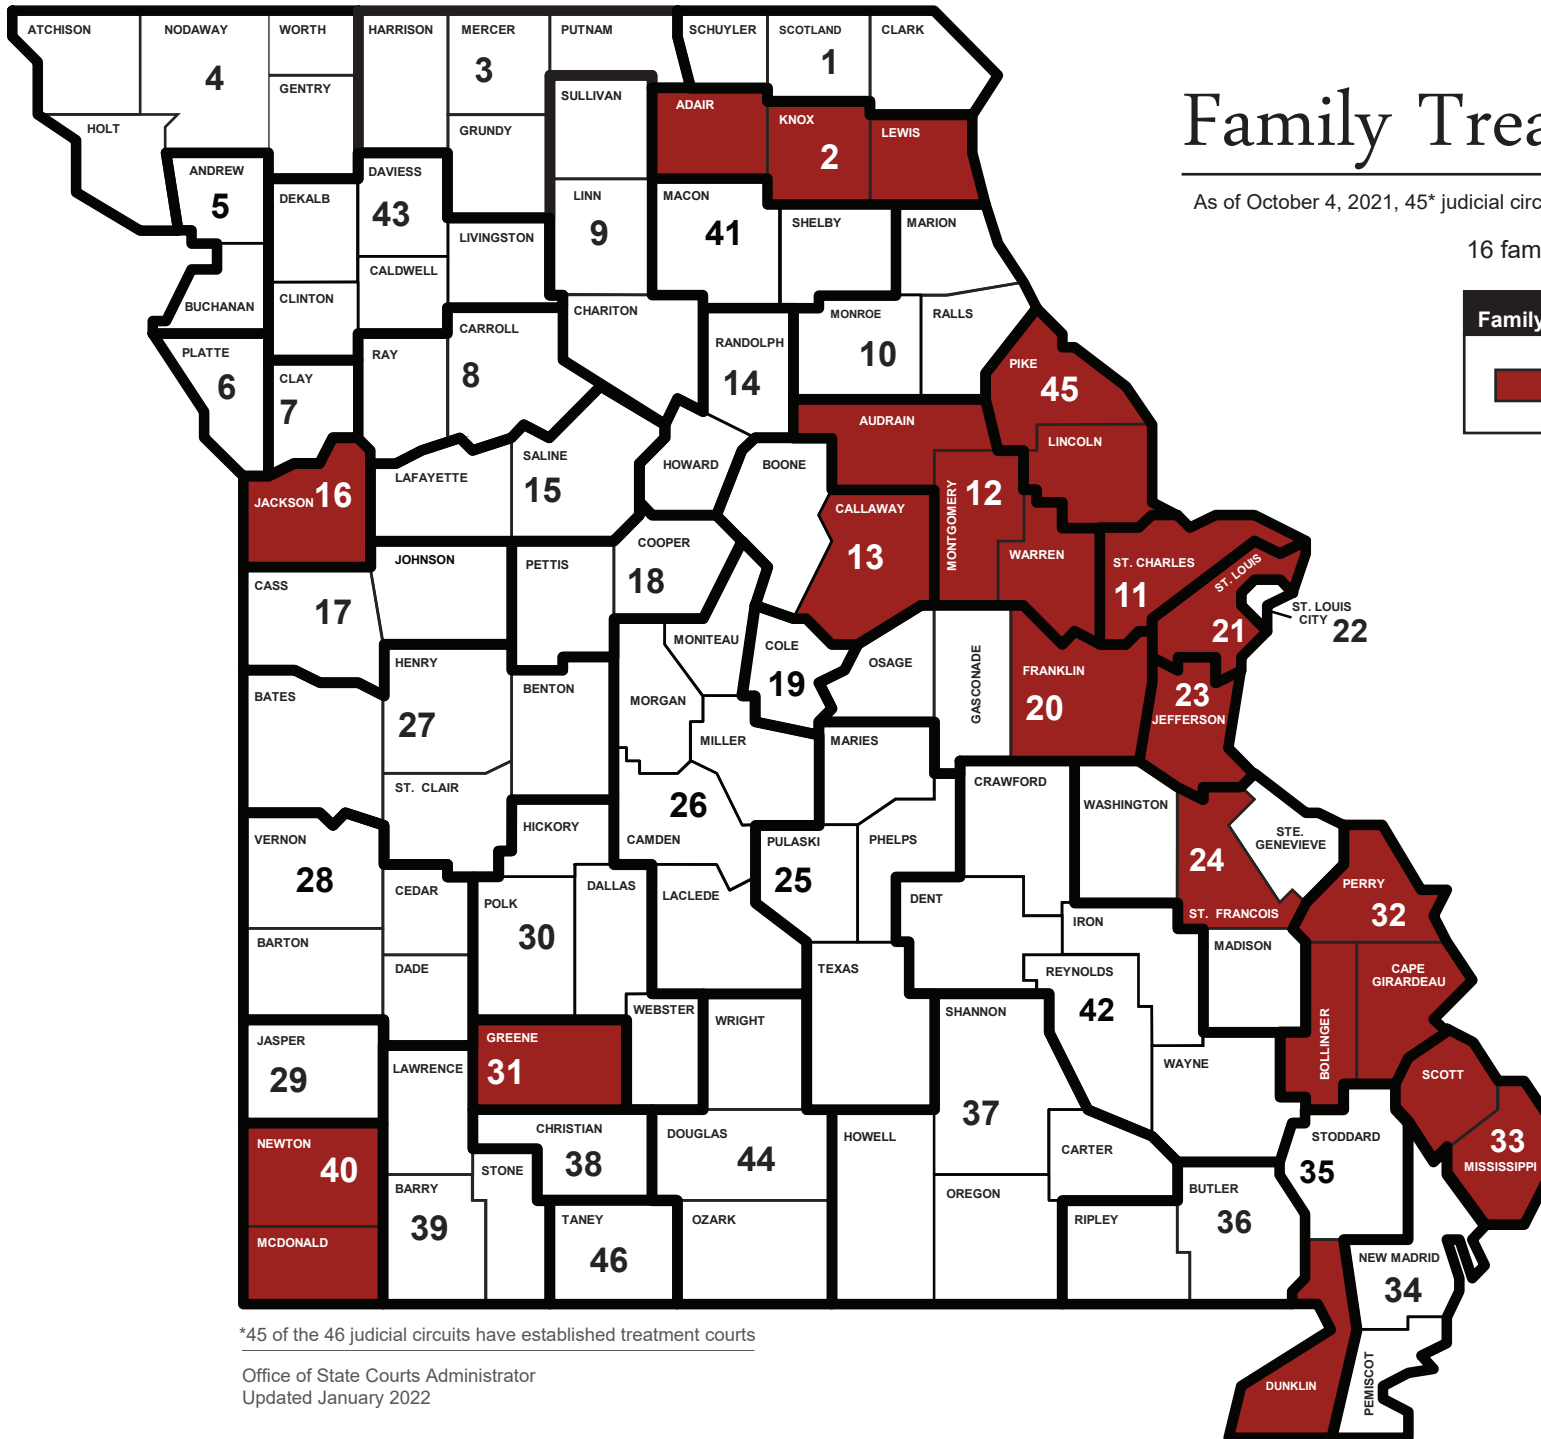 ATCHISON
NODAWAY
WORTH
HARRISON
MERCER
PUTNAM
SCHUYLER
SCOTLAND
CLARK
4
3
1
GENTRY
SULLIVAN
ADAIR
KNOX
LEWIS
HOLT
GRUNDY
2
Family Trea
As of October 4, 2021, 45* judicial circ
16 fam
Family
ANDREW
5
DEKALB
DAVIESS
43
LINN
9
MACON
41
SHELBY
MARION
LIVINGSTON
CALDWELL
BUCHANAN
CLINTON
CHARITON
CARROLL
8
MONROE
RALLS
10
RANDOLPH
14
PLATTE
6
CLAY
7
RAY
PIKE
45
AUDRAIN
LINCOLN
SALINE
15
HOWARD
BOONE
LAFAYETTE
JACKSON 16
MONTGOMERY
12
CALLAWAY
13
WARREN
ST. CHARLES
11
ST. LOUIS
21
ST. LOUIS
CITY 22
JOHNSON
PETTIS
COOPER
18
CASS
17
MONITEAU
COLE
19
OSAGE
GASCONADE
FRANKLIN
20
23
JEFFERSON
HENRY
27
BENTON
MORGAN
BATES
MILLER
MARIES
ST. CLAIR
CRAWFORD
WASHINGTON
26
CAMDEN
HICKORY
VERNON
28
PULASKI
25
PHELPS
STE.
GENEVIEVE
24
ST. FRANCOIS
PERRY
32
CEDAR
POLK
30
DALLAS
LACLEDE
DENT
IRON
MADISON
BARTON
DADE
TEXAS
REYNOLDS
42
CAPE
GIRARDEAU
WEBSTER
WRIGHT
SHANNON
BOLLINGER
JASPER
29
LAWRENCE
GREENE
31
WAYNE
SCOTT
37
CHRISTIAN
38
DOUGLAS
44
HOWELL
CARTER
STODDARD
35
33
MISSISSIPPI
NEWTON
40
STONE
BARRY
39
OREGON
BUTLER
36
MCDONALD
TANEY
46
OZARK
RIPLEY
NEW MADRID
34
DUNKLIN
PEMISCOT
*45 of the 46 judicial circuits have established treatment courts
Office of State Courts Administrator
Updated January 2022